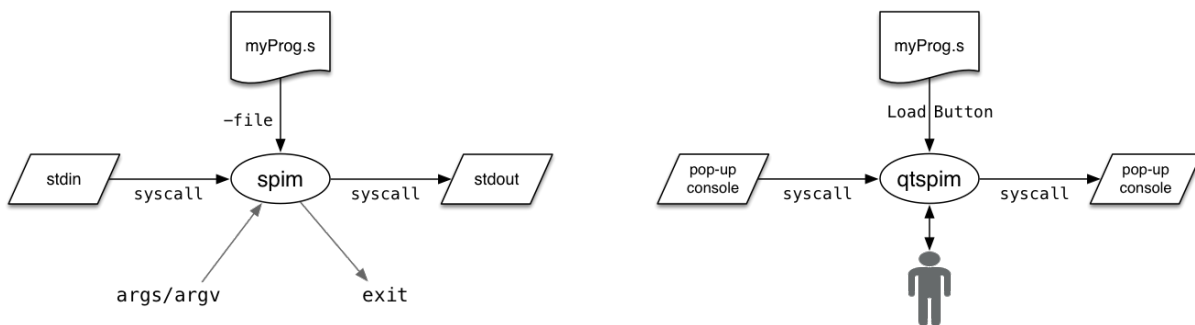 myProg.s
-file
stdin
syscall
spim
syscall
stdout
args/argv
exit
myProg.s
Load Button
pop-up
console
syscall
qtspim
syscall
pop-up
console